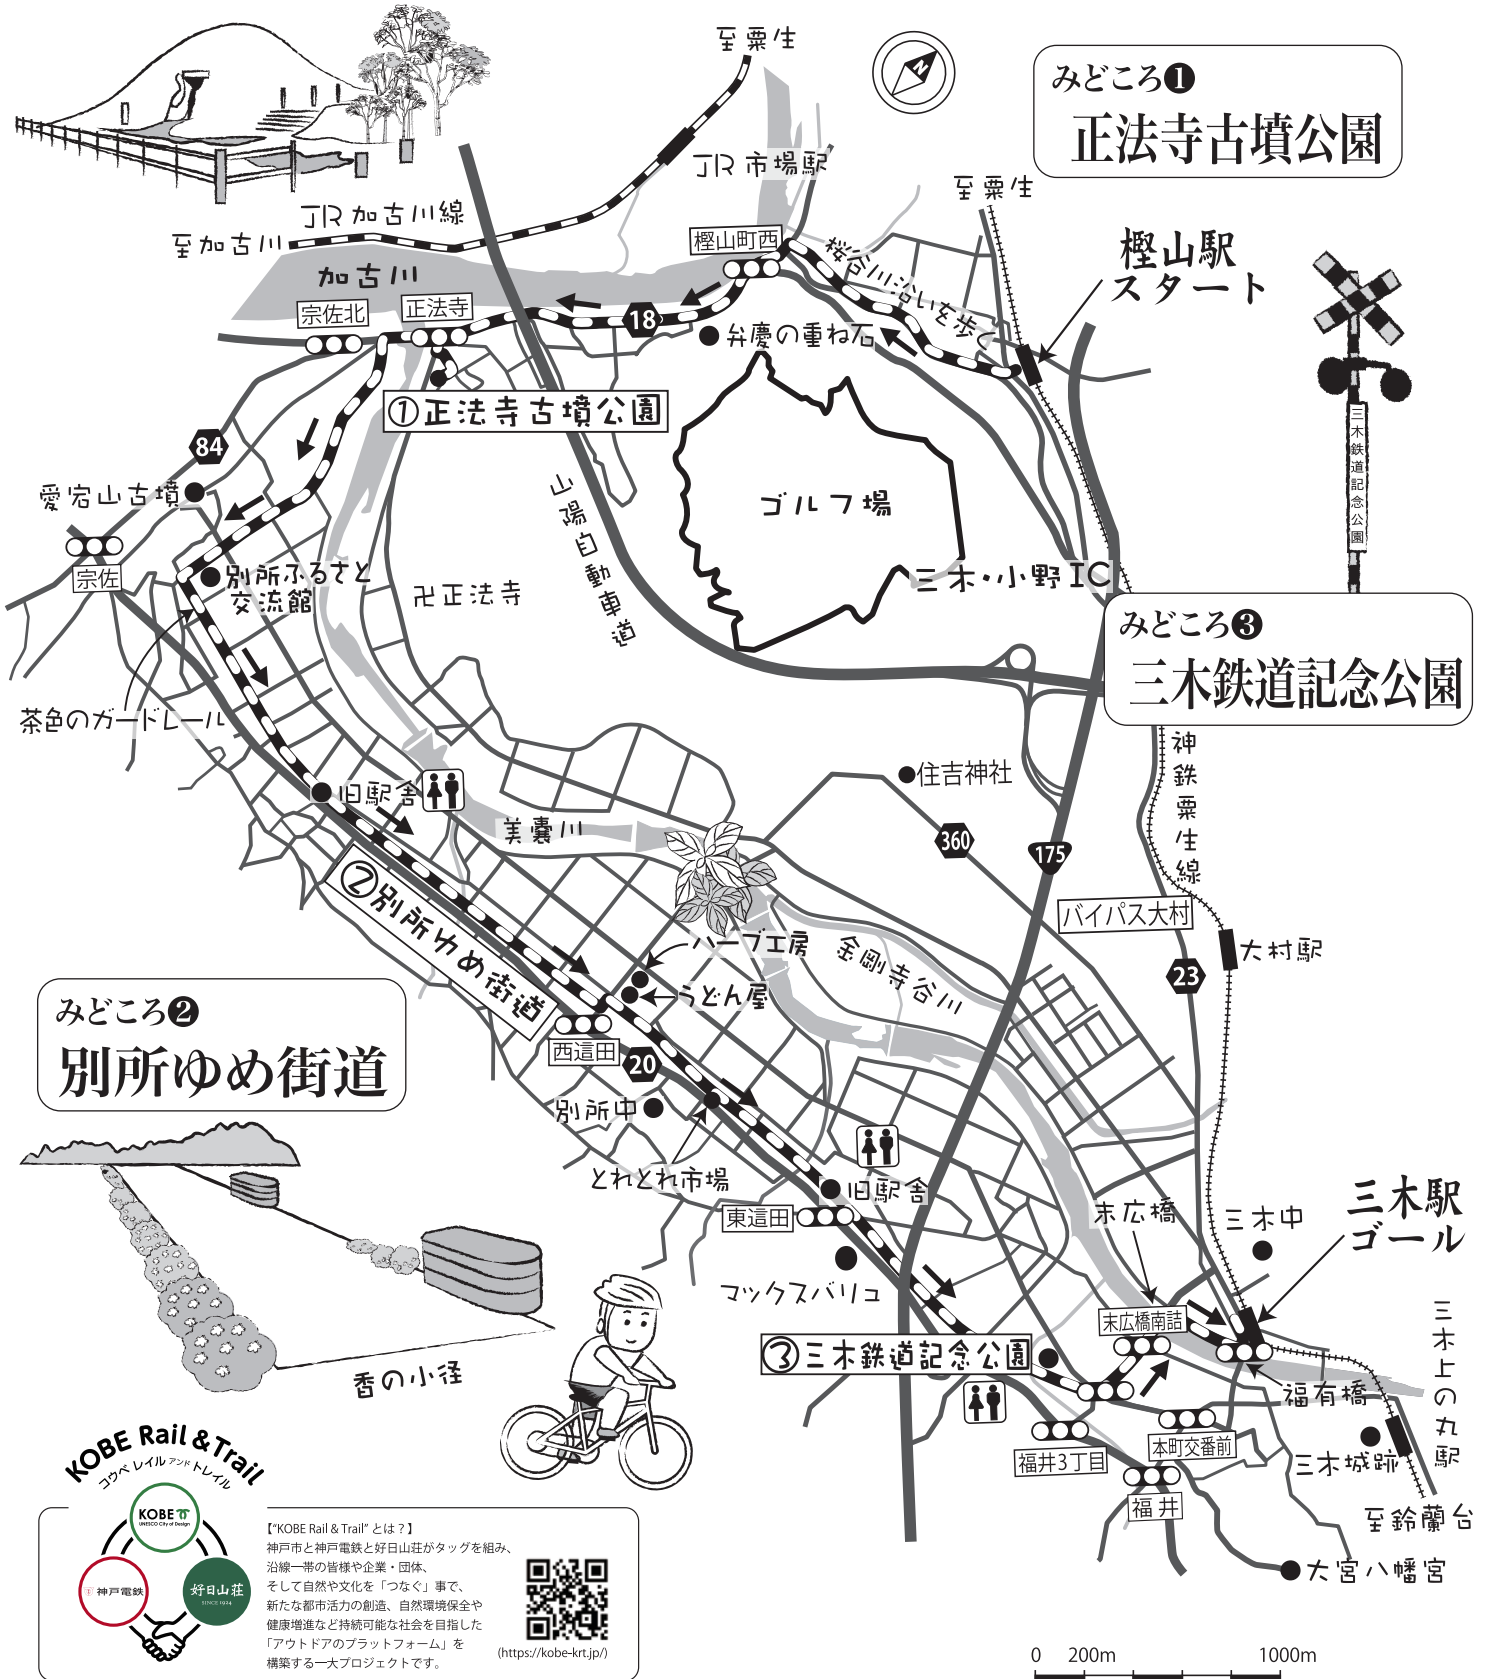 至粟生
N
みどころ❶
正法寺古墳公園
JR市場駅
至粟生
JR加古川線
至加古川
樫山町西
桜谷川沿いを歩く
樫山駅
スタート
加古川
宗佐北
正法寺
18
弁慶の重ね石
①正法寺古墳公園
三木鉄道記念公園
84
愛宕山古墳
山陽自動車道
ゴルフ場
宗佐
別所ふるさと
交流館
卍正法寺
三木・小野IC
みどころ❸
三木鉄道記念公園
茶色のガードレール
神鉄粟生線
旧駅舎
住吉神社
美嚢川
360
175
②別所ゆめ街道
バイパス大村
ハーブ工房
金剛寺谷川
大村駅
23
うどん屋
みどころ❷
別所ゆめ街道
西這田
20
別所中
とれとれ市場
旧駅舎
東這田
末広橋
三木中
三木駅
ゴール
マックスバリュ
末広橋南詰
三木上の丸駅
③三木鉄道記念公園
香の小径
福有橋
本町交番前
福井3丁目
三木城跡
福井
至鈴蘭台
大宮八幡宮
KOBE Rail & Trail
コウベ レイル アンド トレイル
KOBE
UNESCO City of Design
神戸電鉄
好日山荘
SINCE 1924
【“KOBE Rail & Trail” とは？】
神戸市と神戸電鉄と好日山荘がタッグを組み、
沿線一帯の皆様や企業・団体、
そして自然や文化を「つなぐ」事で、
新たな都市活力の創造、自然環境保全や
健康増進など持続可能な社会を目指した
「アウトドアのプラットフォーム」を
構築する一大プロジェクトです。
(https://kobe-krt.jp/)
0 200m 1000m